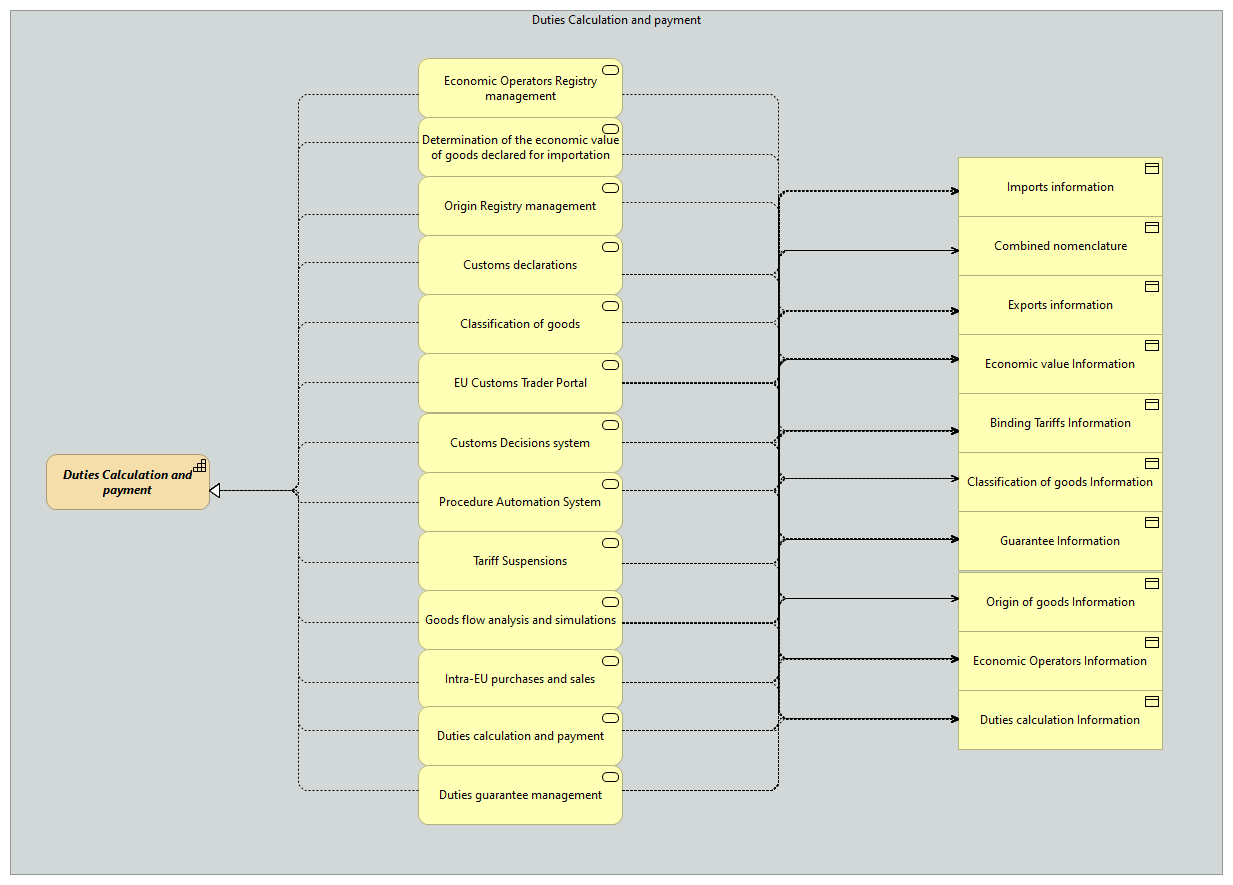 Duties Calculation and payment
Duties Calculation and
payment
Economic Operators Registry
management
Determination of the economic value
of goods declared for importation
Origin Registry management
Customs declarations
Classification of goods
EU Customs Trader Portal
Customs Decisions system
Procedure Automation System
Tariff Suspensions
Goods flow analysis and simulations
Intra-EU purchases and sales
Duties calculation and payment
Duties guarantee management
Imports information
Combined nomenclature
Exports information
Economic value Information
Binding Tariffs Information
Classification of goods Information
Guarantee Information
Origin of goods Information
Economic Operators Information
Duties calculation Information